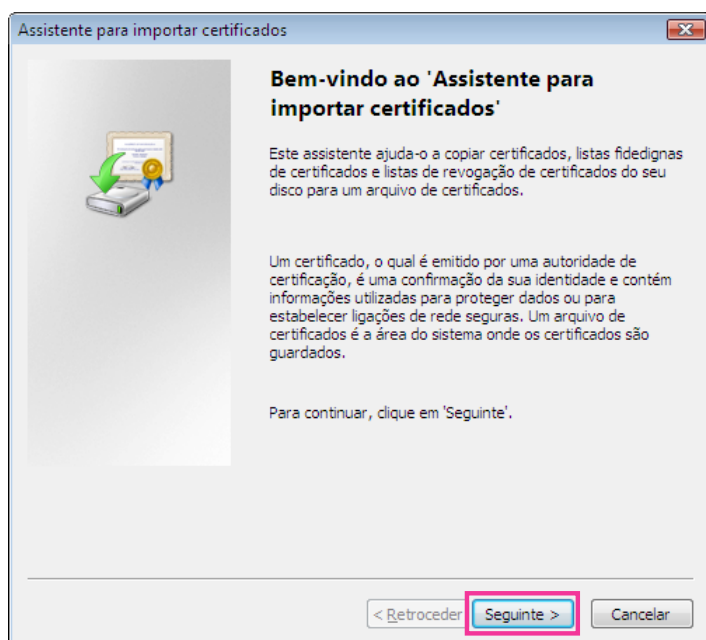 Assistente para importar certificados
Bem-vindo ao 'Assistente para
importar certificados'
Este assistente ajuda-o a copiar certificados, listas fidedignas
de certificados e listas de revogação de certificados do seu
disco para um arquivo de certificados.
Um certificado, o qual é emitido por uma autoridade de
certificação, é uma confirmação da sua identidade e contém
informações utilizadas para proteger dados ou para
estabelecer ligações de rede seguras. Um arquivo de
certificados é a área do sistema onde os certificados são
guardados.
Para continuar, clique em 'Seguinte'.
< Retroceder Seguinte > Cancelar